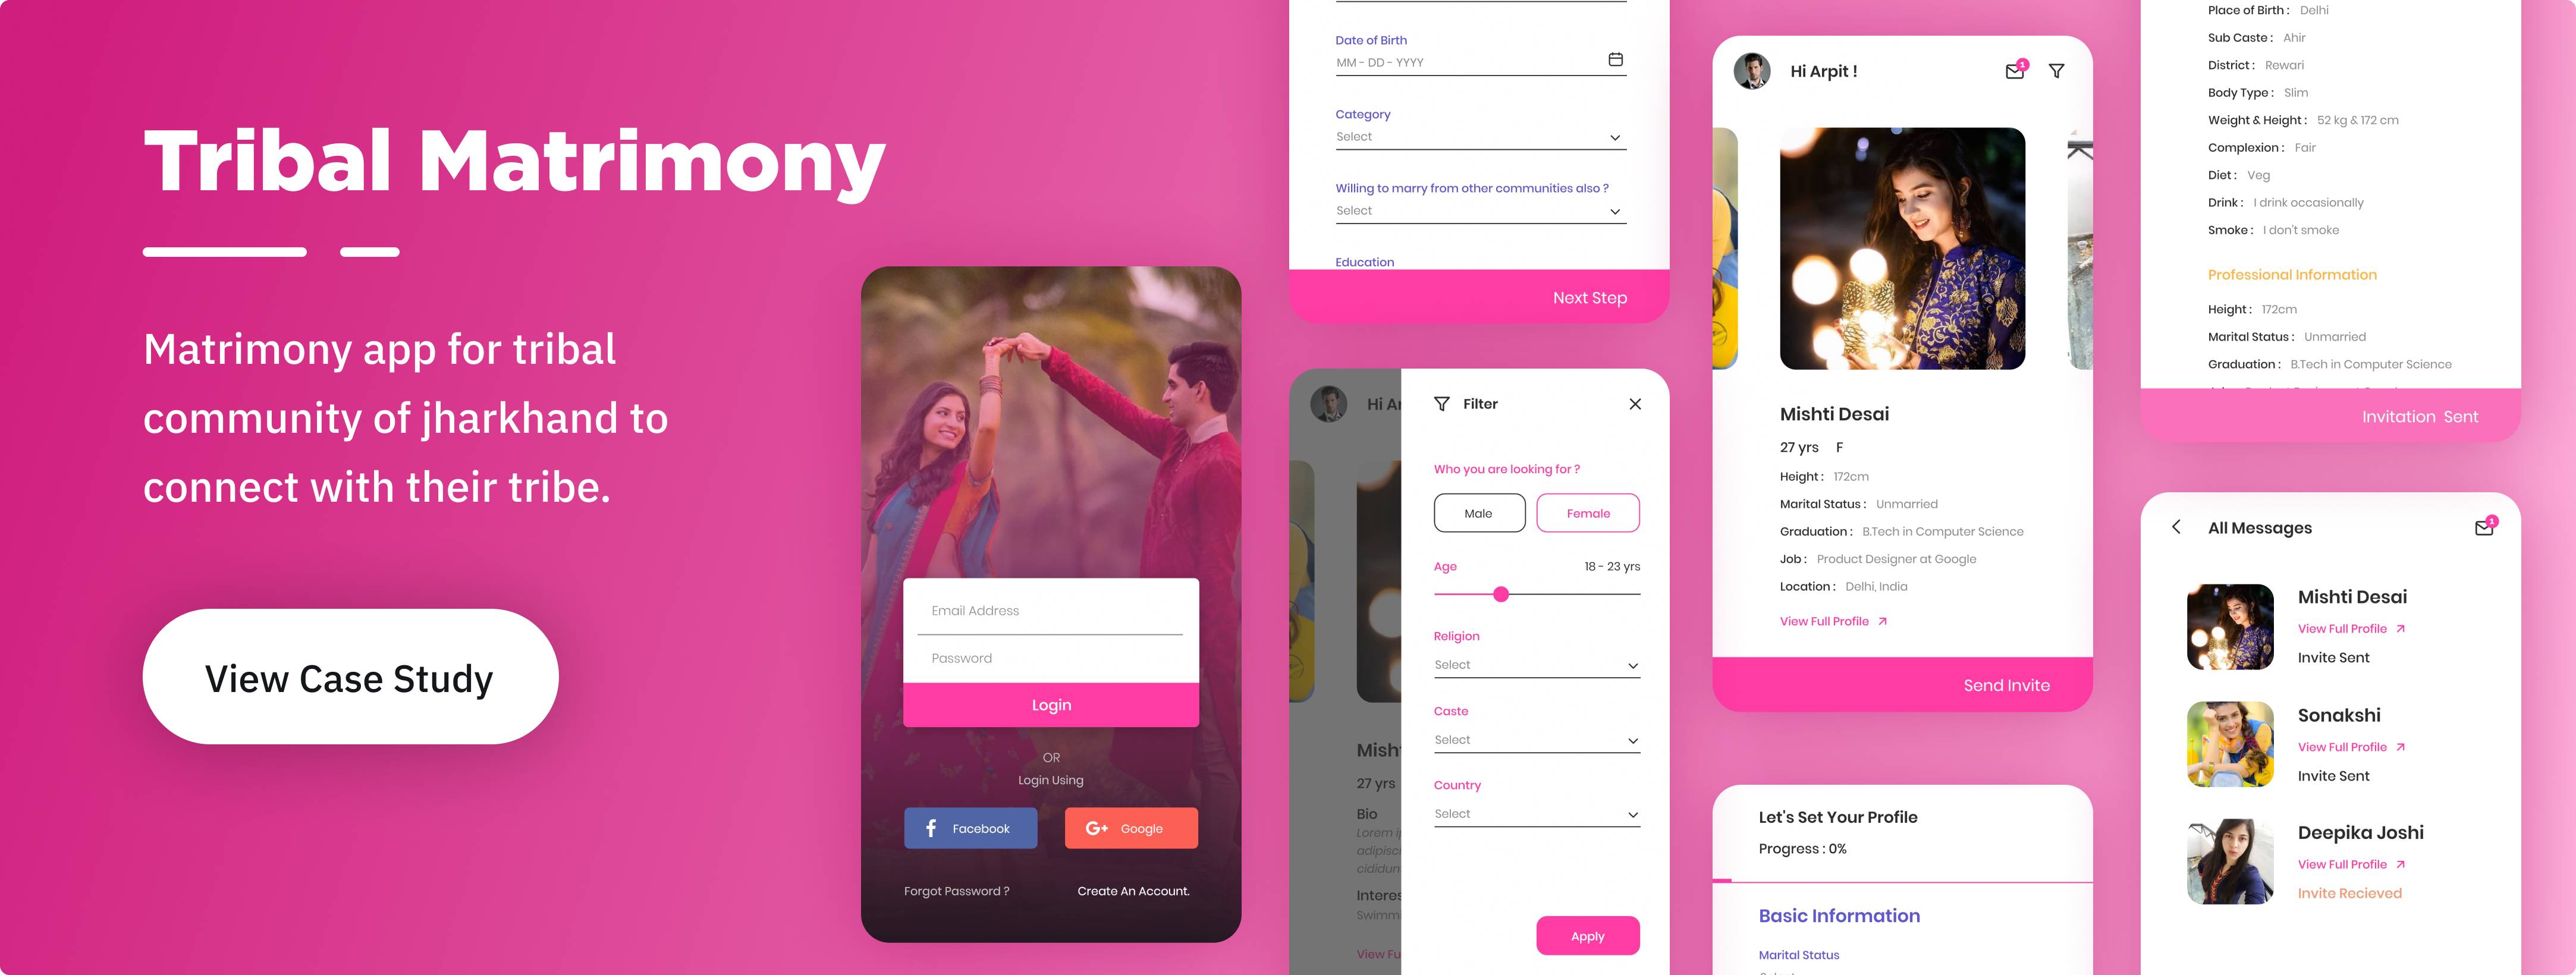 Tribal Matrimony
Matrimony app for tribal
community of jharkhand to
connect with their tribe.
View Case Study
Email Address
Password
Login
OR
Login Using
Facebook
G+ Google
Forgot Password ?
Create An Account.
Date of Birth
MM - DD - YYYY
Category
Select
Willing to marry from other communities also ?
Select
Education
Next Step
Hi Ar
Mish
27 yrs
Bio
Lorem i
adipisc
cididun
Interes
Swimm
View Fu
Filter
Who you are looking for ?
Male
Female
Age
18 - 23 yrs
Religion
Select
Caste
Select
Country
Select
Apply
Hi Arpit !
1
Mishti Desai
27 yrs F
Height : 172cm
Marital Status : Unmarried
Graduation : B.Tech in Computer Science
Job : Product Designer at Google
Location : Delhi, India
View Full Profile
Send Invite
Let's Set Your Profile
Progress : 0%
Basic Information
Marital Status
Place of Birth : Delhi
Sub Caste : Ahir
District : Rewari
Body Type : Slim
Weight & Height : 52 kg & 172 cm
Complexion : Fair
Diet : Veg
Drink : I drink occasionally
Smoke : I don't smoke
Professional Information
Height : 172cm
Marital Status : Unmarried
Graduation : B.Tech in Computer Science
Invitation Sent
All Messages
1
Mishti Desai
View Full Profile
Invite Sent
Sonakshi
View Full Profile
Invite Sent
Deepika Joshi
View Full Profile
Invite Recieved